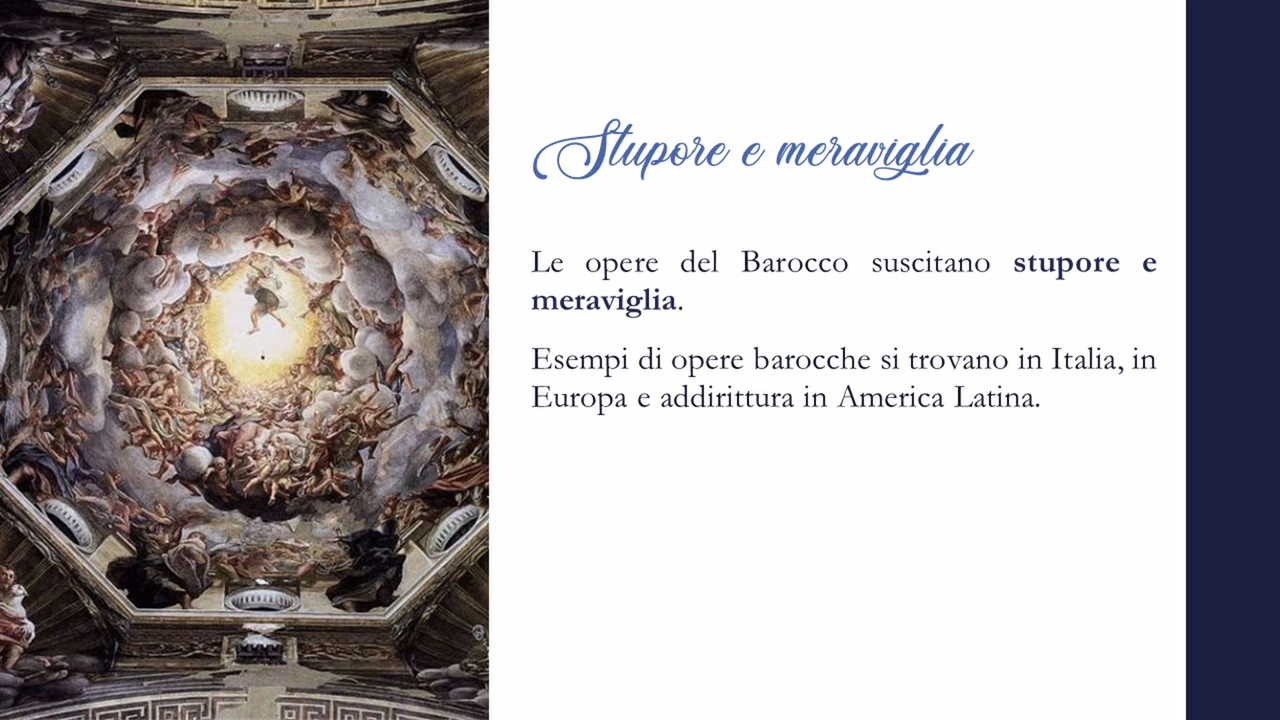 Stupore e meraviglia
Le opere del Barocco suscitano stupore e
meraviglia.
Esempi di opere barocche si trovano in Italia, in
Europa e addirittura in America Latina.